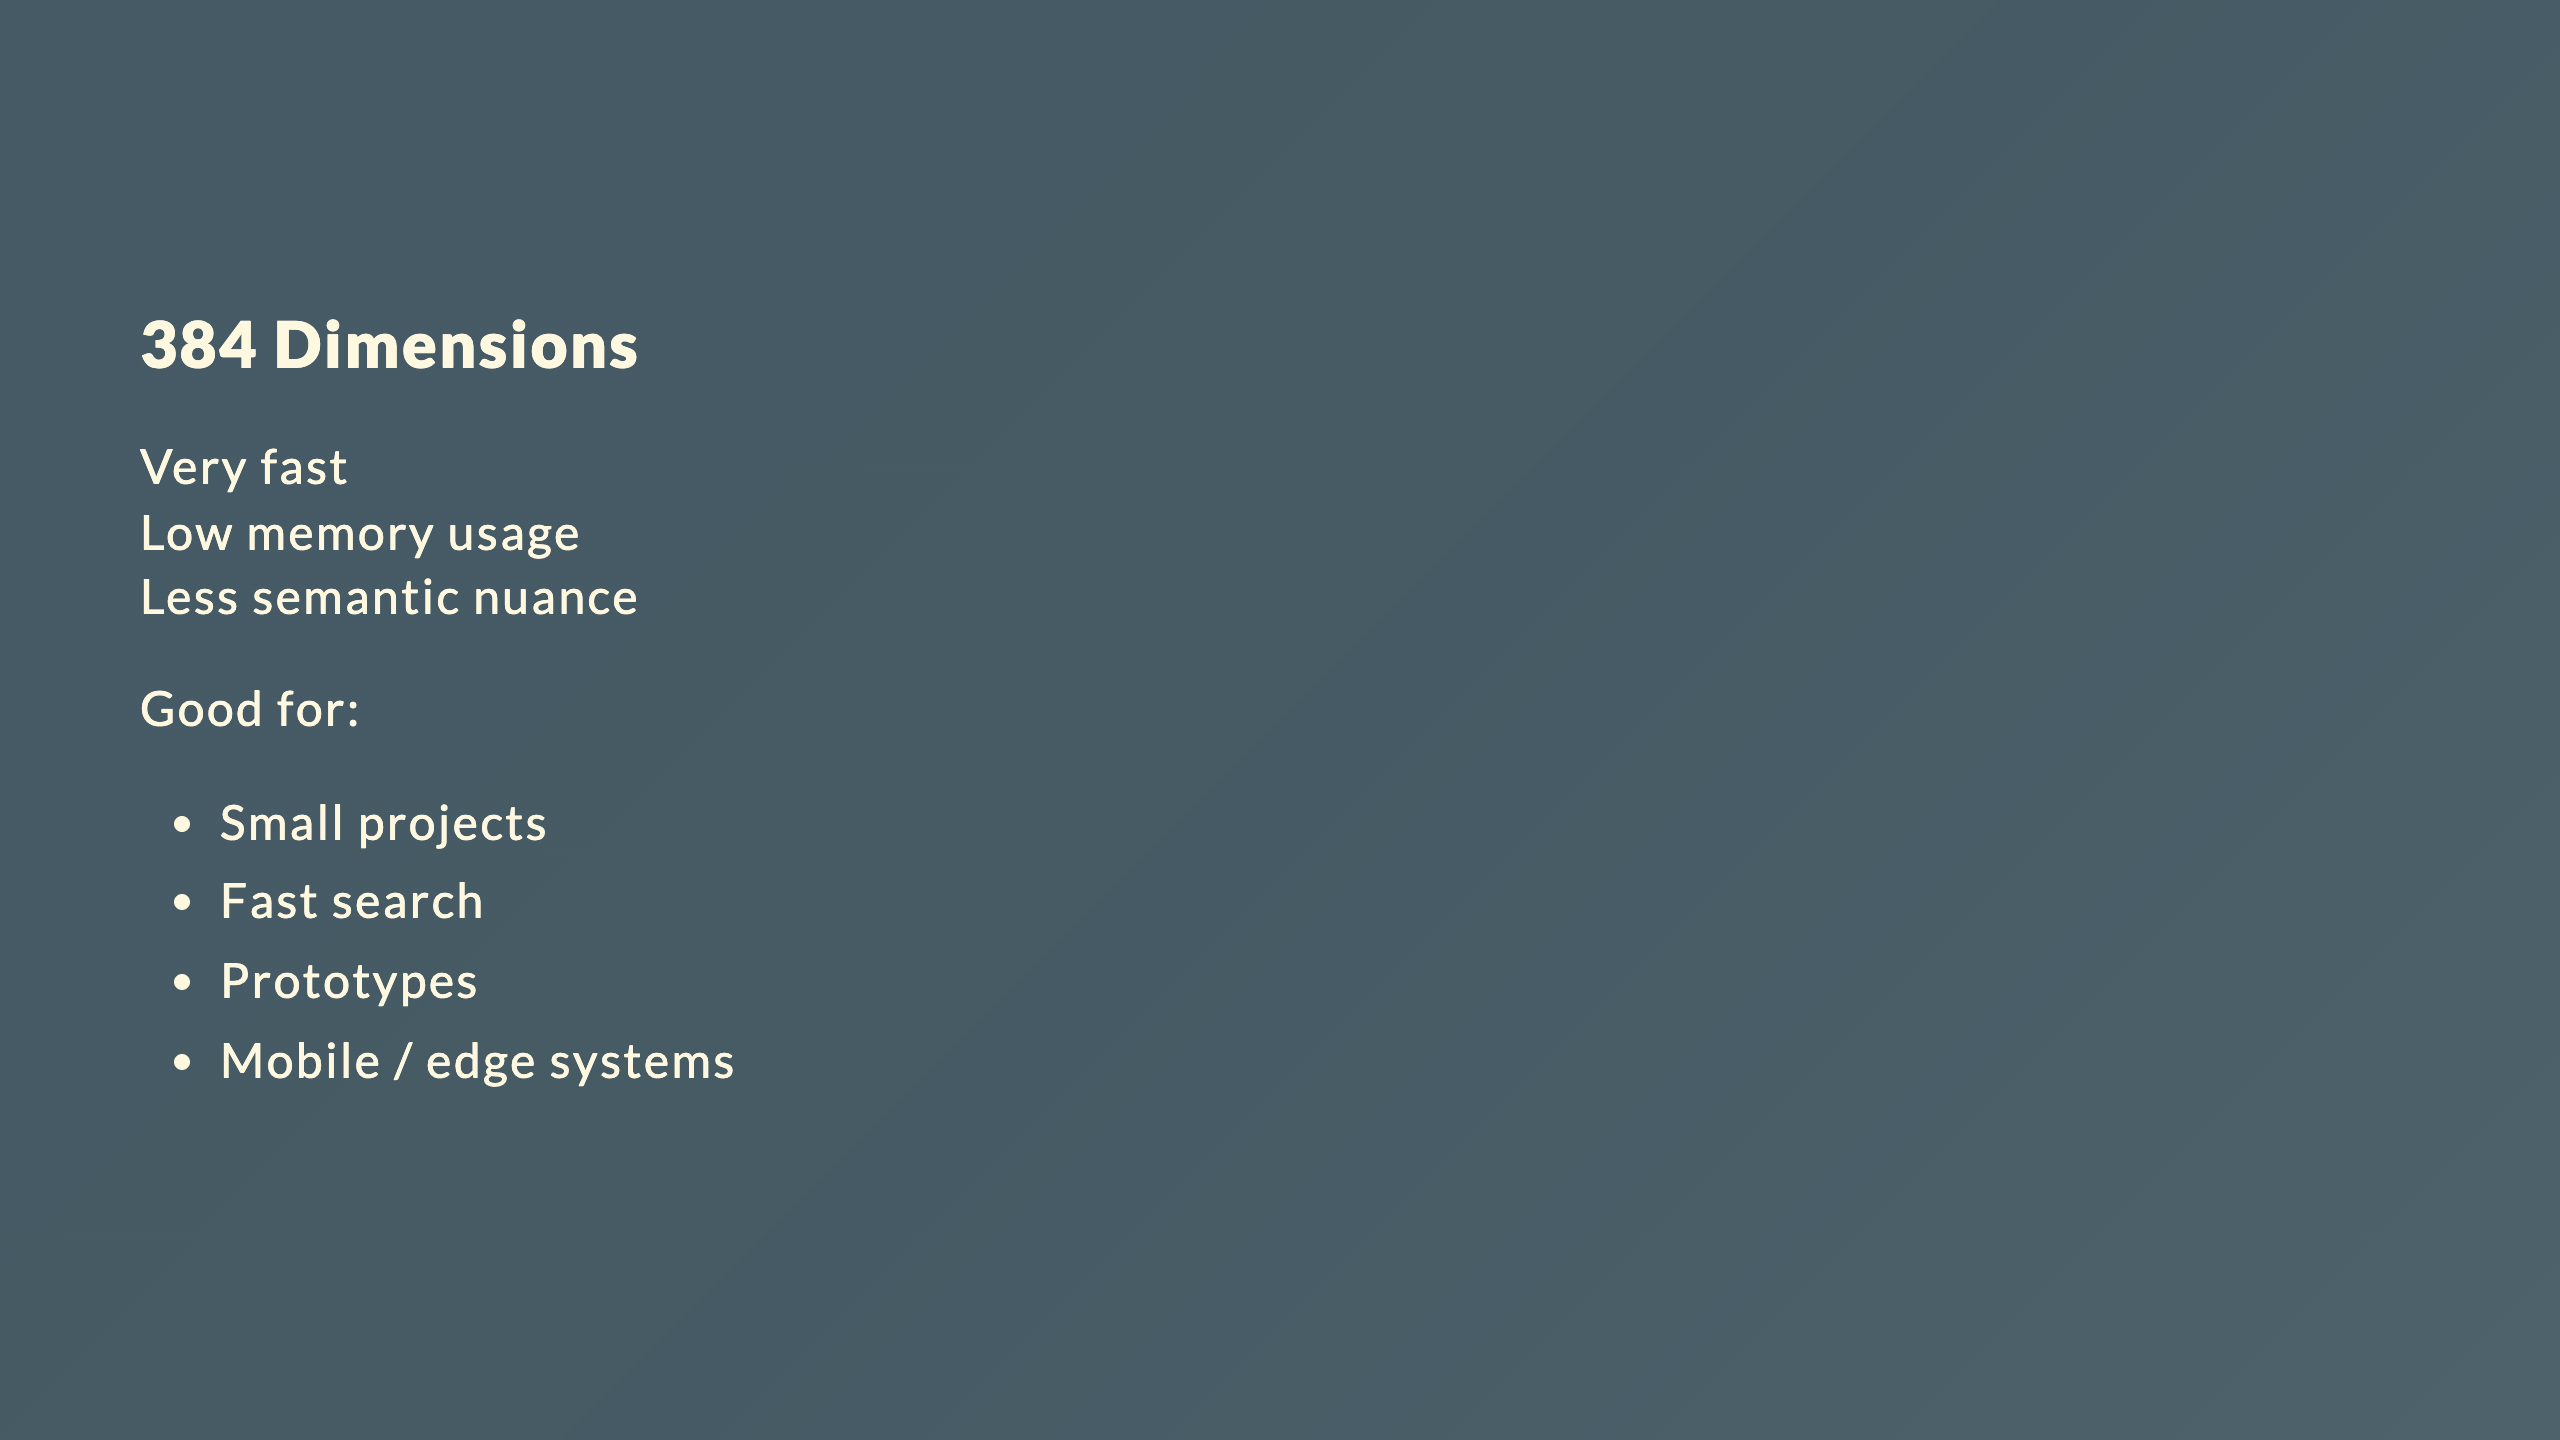 384 Dimensions
Very fast
Low memory usage
Less semantic nuance
Good for:
• Small projects
• Fast search
• Prototypes
• Mobile / edge systems